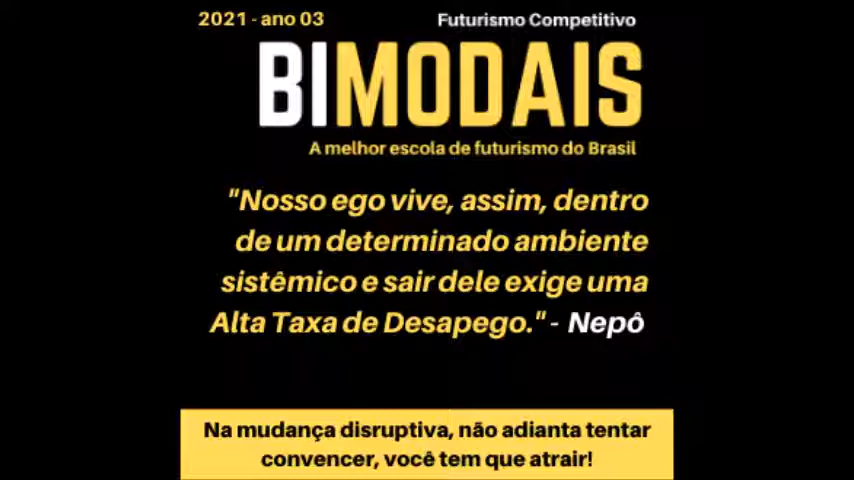 2021 - ano 03
Futurismo Competitivo
BIMODAIS
A melhor escola de futurismo do Brasil
"Nosso ego vive, assim, dentro
de um determinado ambiente
sistêmico e sair dele exige uma
Alta Taxa de Desapego." - Nepô
Na mudança disruptiva, não adianta tentar
convencer, você tem que atrair!